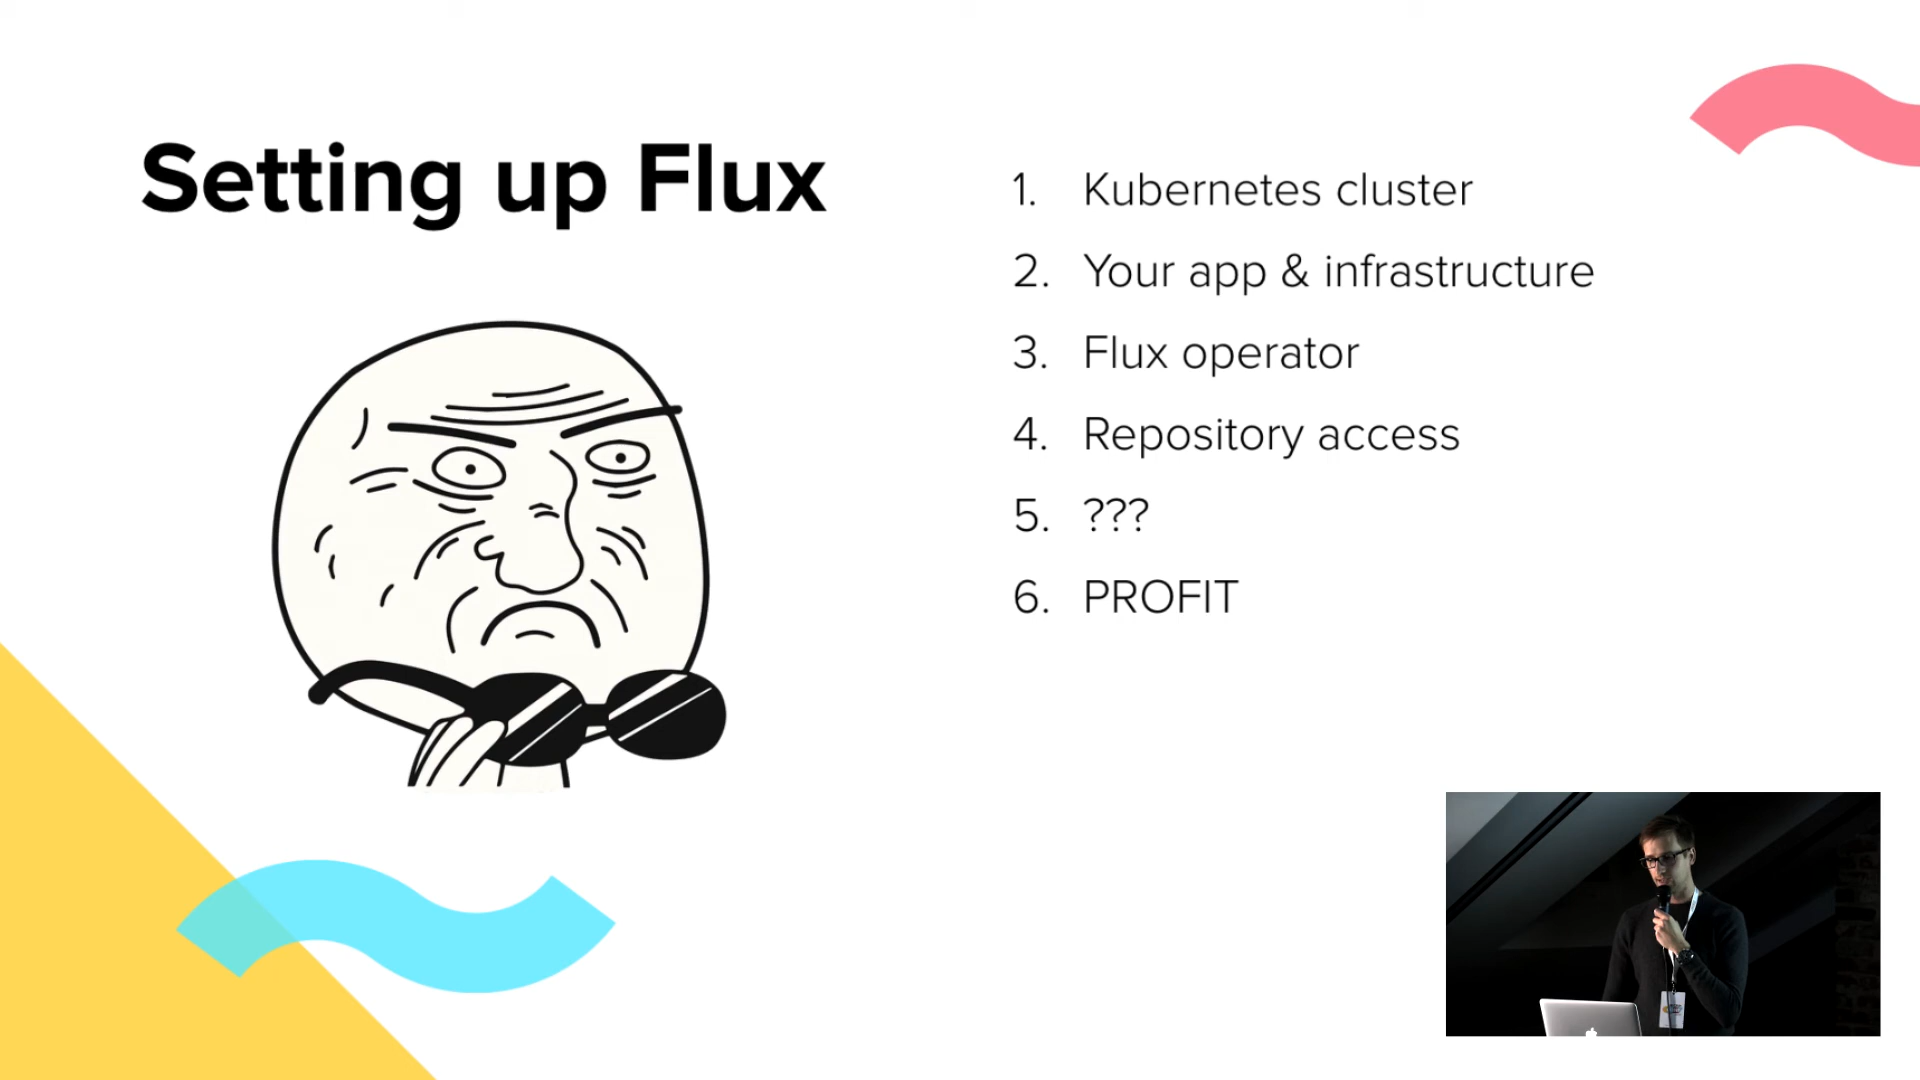 Setting up Flux
1. Kubernetes cluster
2. Your app & infrastructure
3. Flux operator
4. Repository access
5. ???
6. PROFIT